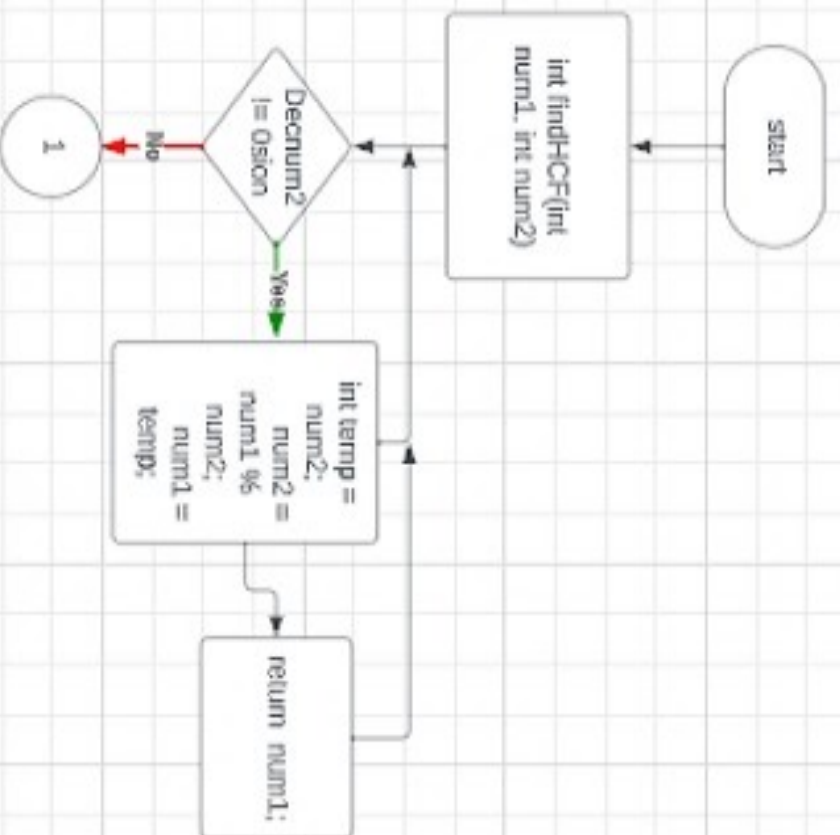 start
int findHCF(int
num1, int num2)
Decnum2
!= 0sion
No
1
Yes
int temp =
num2;
num2 =
num1 %
num2;
num1 =
temp;
return num1;